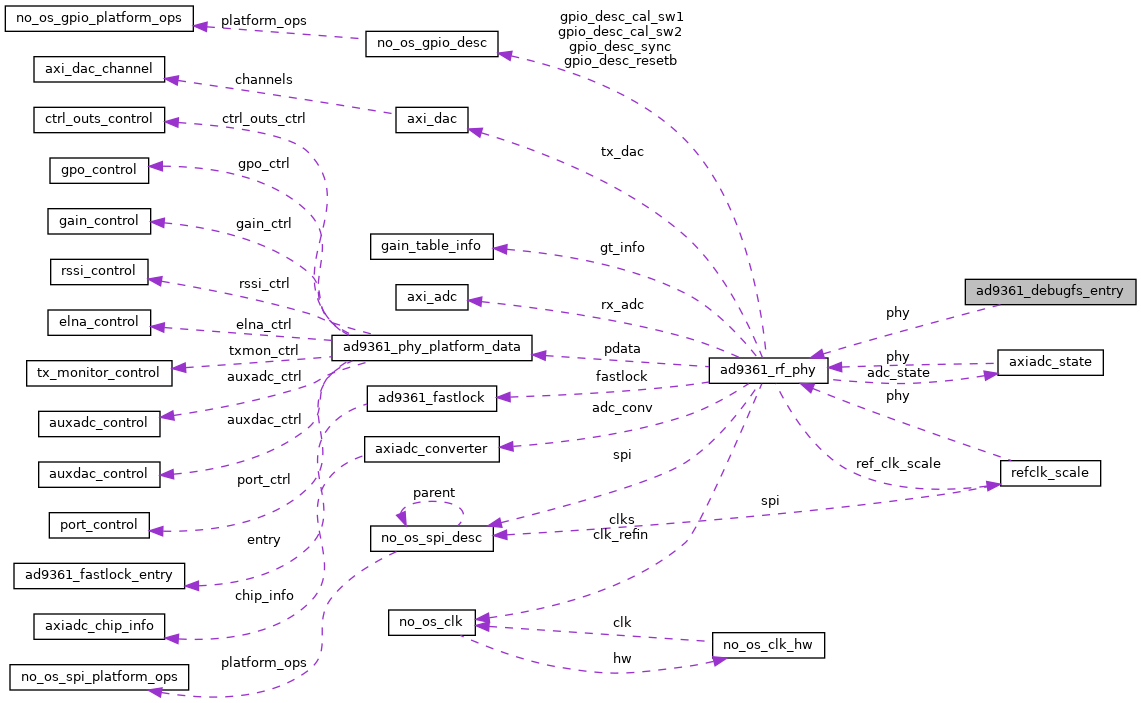 no_os_gpio_platform_ops
platform_ops
no_os_gpio_desc
gpio_desc_cal_sw1
gpio_desc_cal_sw2
gpio_desc_sync
gpio_desc_resetb
axi_dac_channel
channels
axi_dac
ctrl_outs_control
ctrl_outs_ctrl
tx_dac
gpo_control
gpo_ctrl
gain_control
gain_ctrl
gain_table_info
gt_info
rssi_control
rssi_ctrl
axi_adc
rx_adc
ad9361_debugfs_entry
phy
elna_control
elna_ctrl
ad9361_phy_platform_data
pdata
ad9361_rf_phy
phy
adc_state
axiadc_state
tx_monitor_control
txmon_ctrl
auxadc_ctrl
ad9361_fastlock
fastlock
phy
auxadc_control
auxdac_ctrl
adc_conv
axiadc_converter
spi
ref_clk_scale
refclk_scale
auxdac_control
port_ctrl
parent
spi
port_control
entry
no_os_spi_desc
clks
clk_refin
ad9361_fastlock_entry
chip_info
axiadc_chip_info
no_os_clk
clk
no_os_clk_hw
hw
platform_ops
no_os_spi_platform_ops